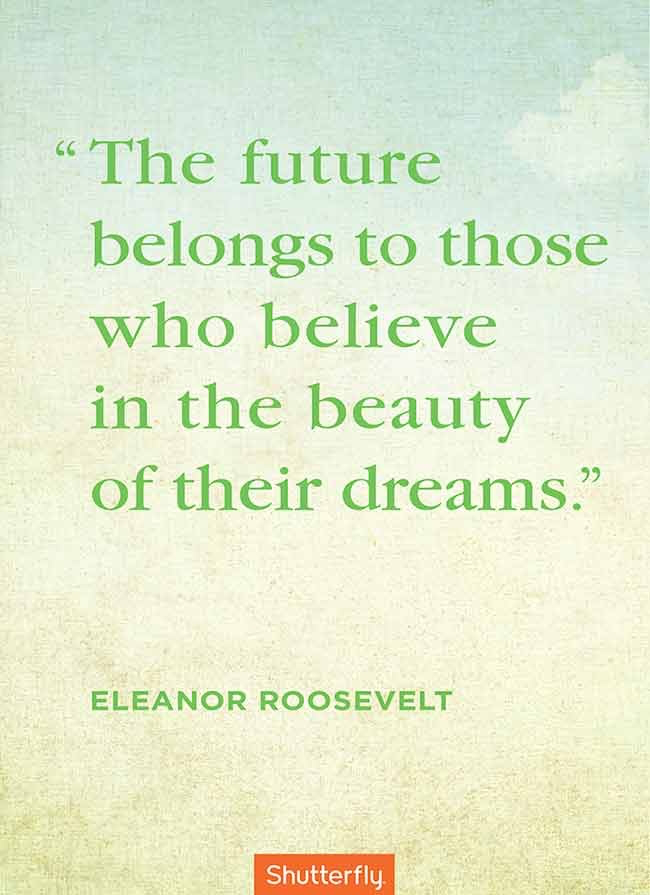 “The future
belongs to those
who believe
in the beauty
of their dreams.”
ELEANOR ROOSEVELT
Shutterfly.